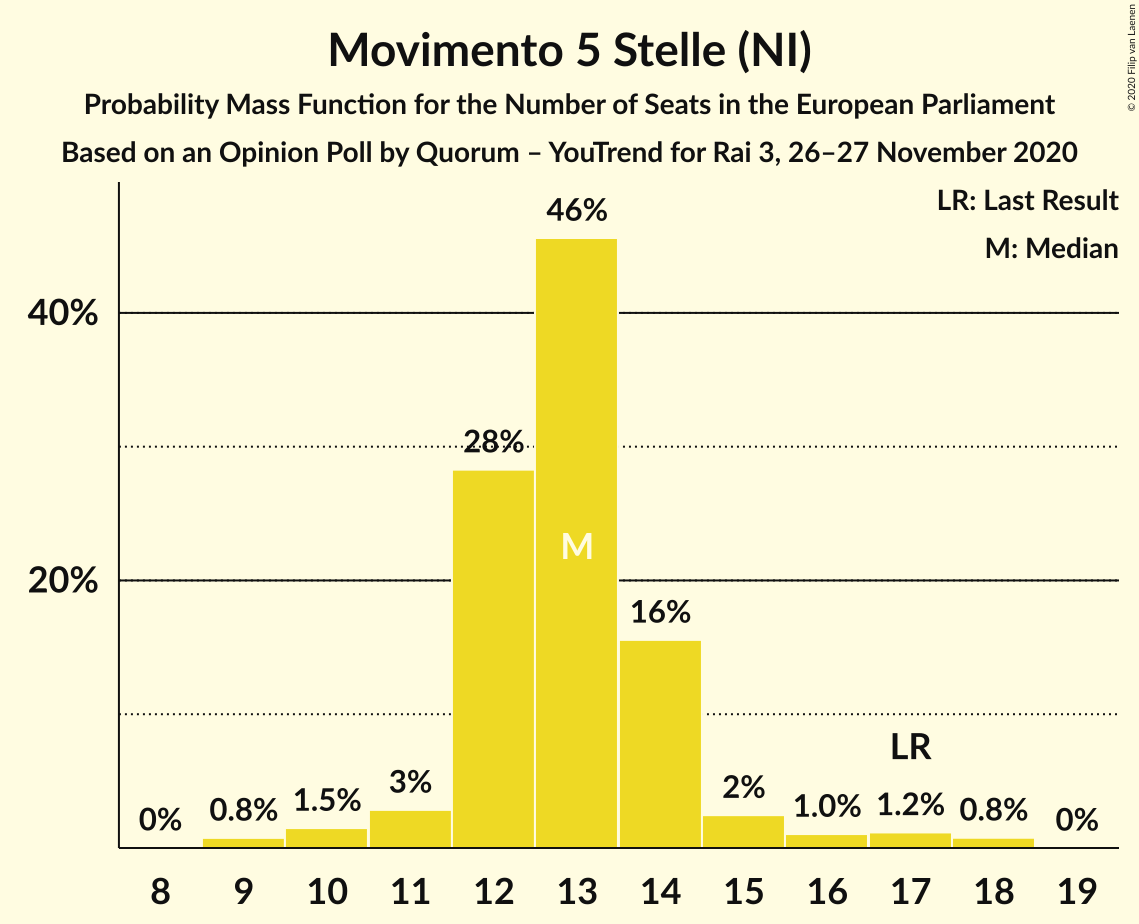 Movimento 5 Stelle (NI)
Probability Mass Function for the Number of Seats in the European Parliament
Based on an Opinion Poll by Quorum – YouTrend for Rai 3, 26–27 November 2020
© 2020 Filip van Laenen
LR: Last Result
M: Median
46%
40%
28%
M
20%
16%
LR
0%
0.8%
1.5%
3%
2%
1.0%
1.2%
0.8%
0%
8 9 10 11 12 13 14 15 16 17 18 19